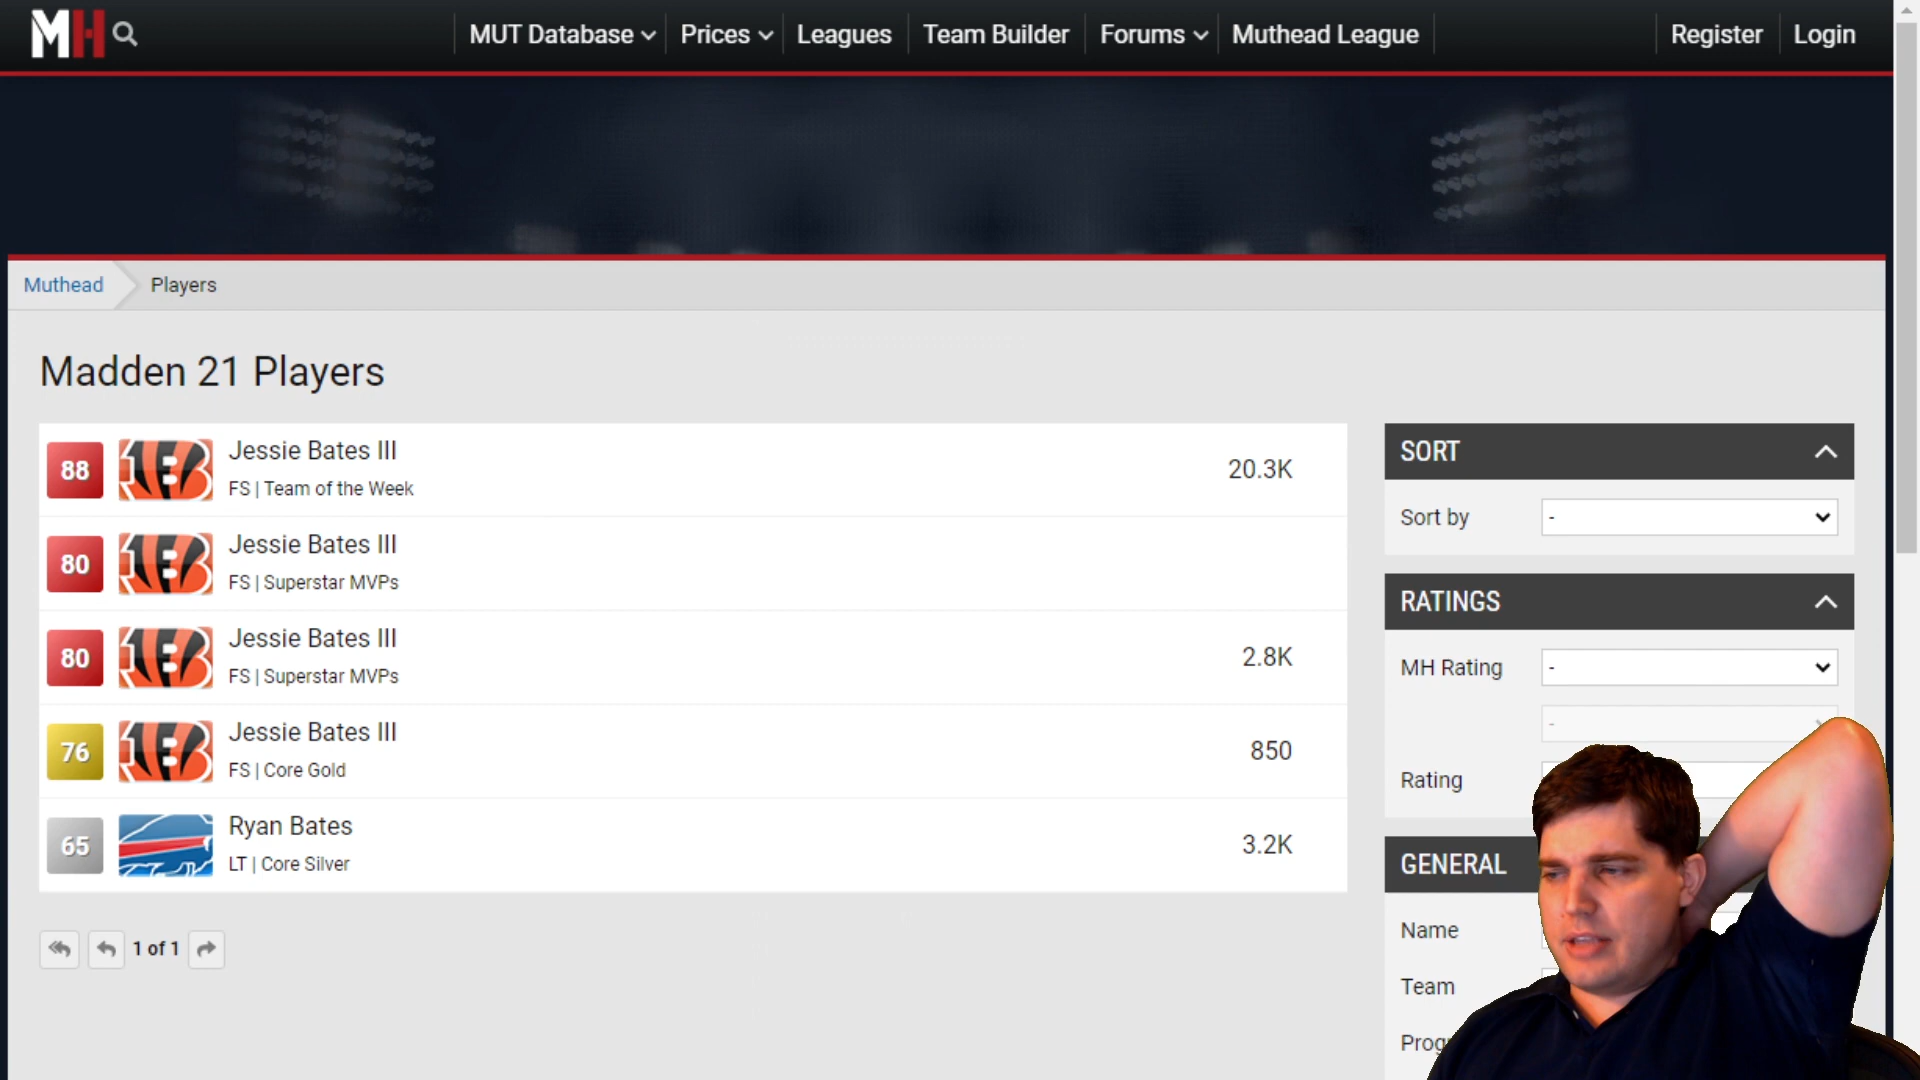 MH
MUT Database
Prices
Leagues
Team Builder
Forums
Muthead League
Register
Login
Muthead
Players
Madden 21 Players
88
Jessie Bates III
FS | Team of the Week
20.3K
80
Jessie Bates III
FS | Superstar MVPs
80
Jessie Bates III
FS | Superstar MVPs
2.8K
76
Jessie Bates III
FS | Core Gold
850
65
Ryan Bates
LT | Core Silver
3.2K
1 of 1
SORT
Sort by
-
RATINGS
MH Rating
-
-
Rating
GENERAL
Name
Team